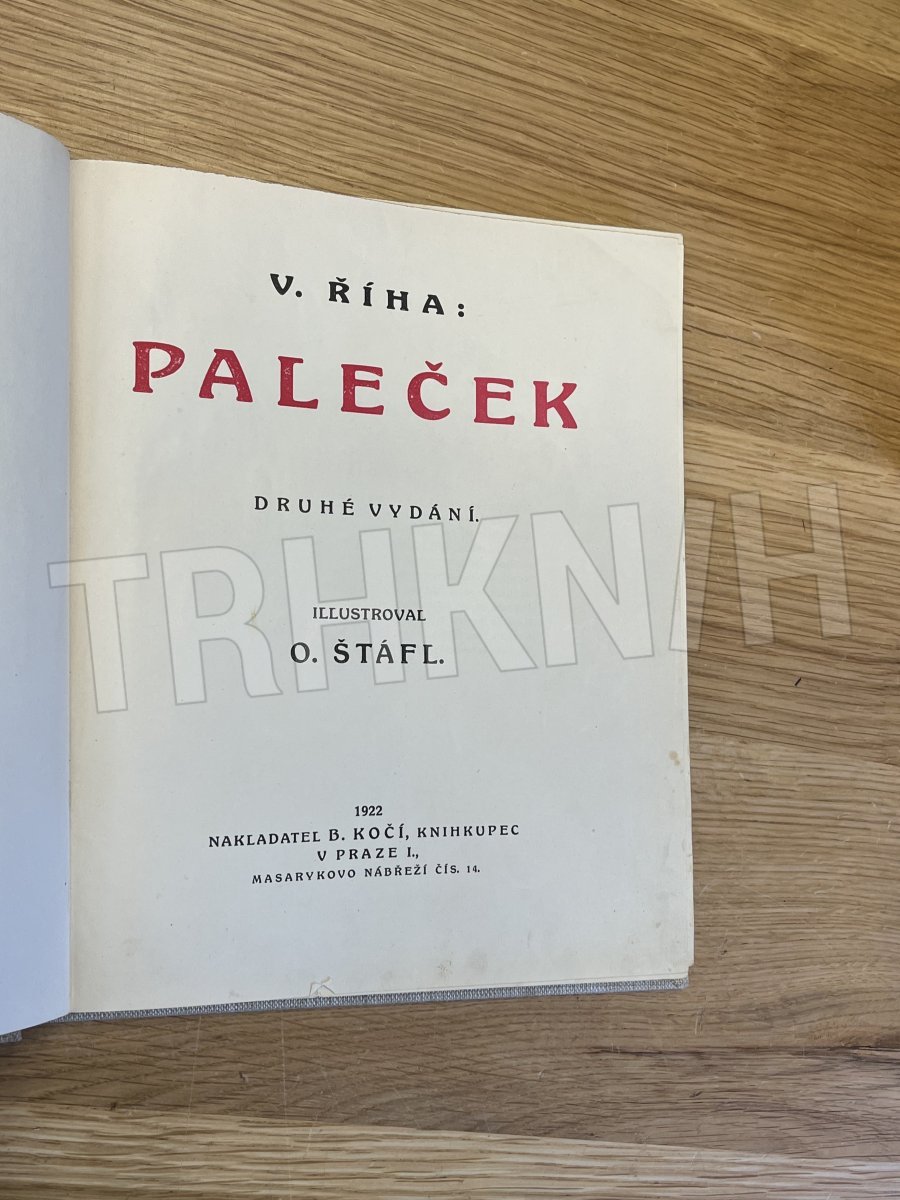 V. ŘÍHA:
PALEČEK
DRUHÉ VYDÁNÍ.
ILLUSTROVAL
O. ŠTÁFL.
1922
NAKLADATEL B. KOČÍ, KNIHKUPEC
V PRAZE I.,
MASARYKOVO NÁBŘEŽÍ ČÍS. 14.
TRHKNIH